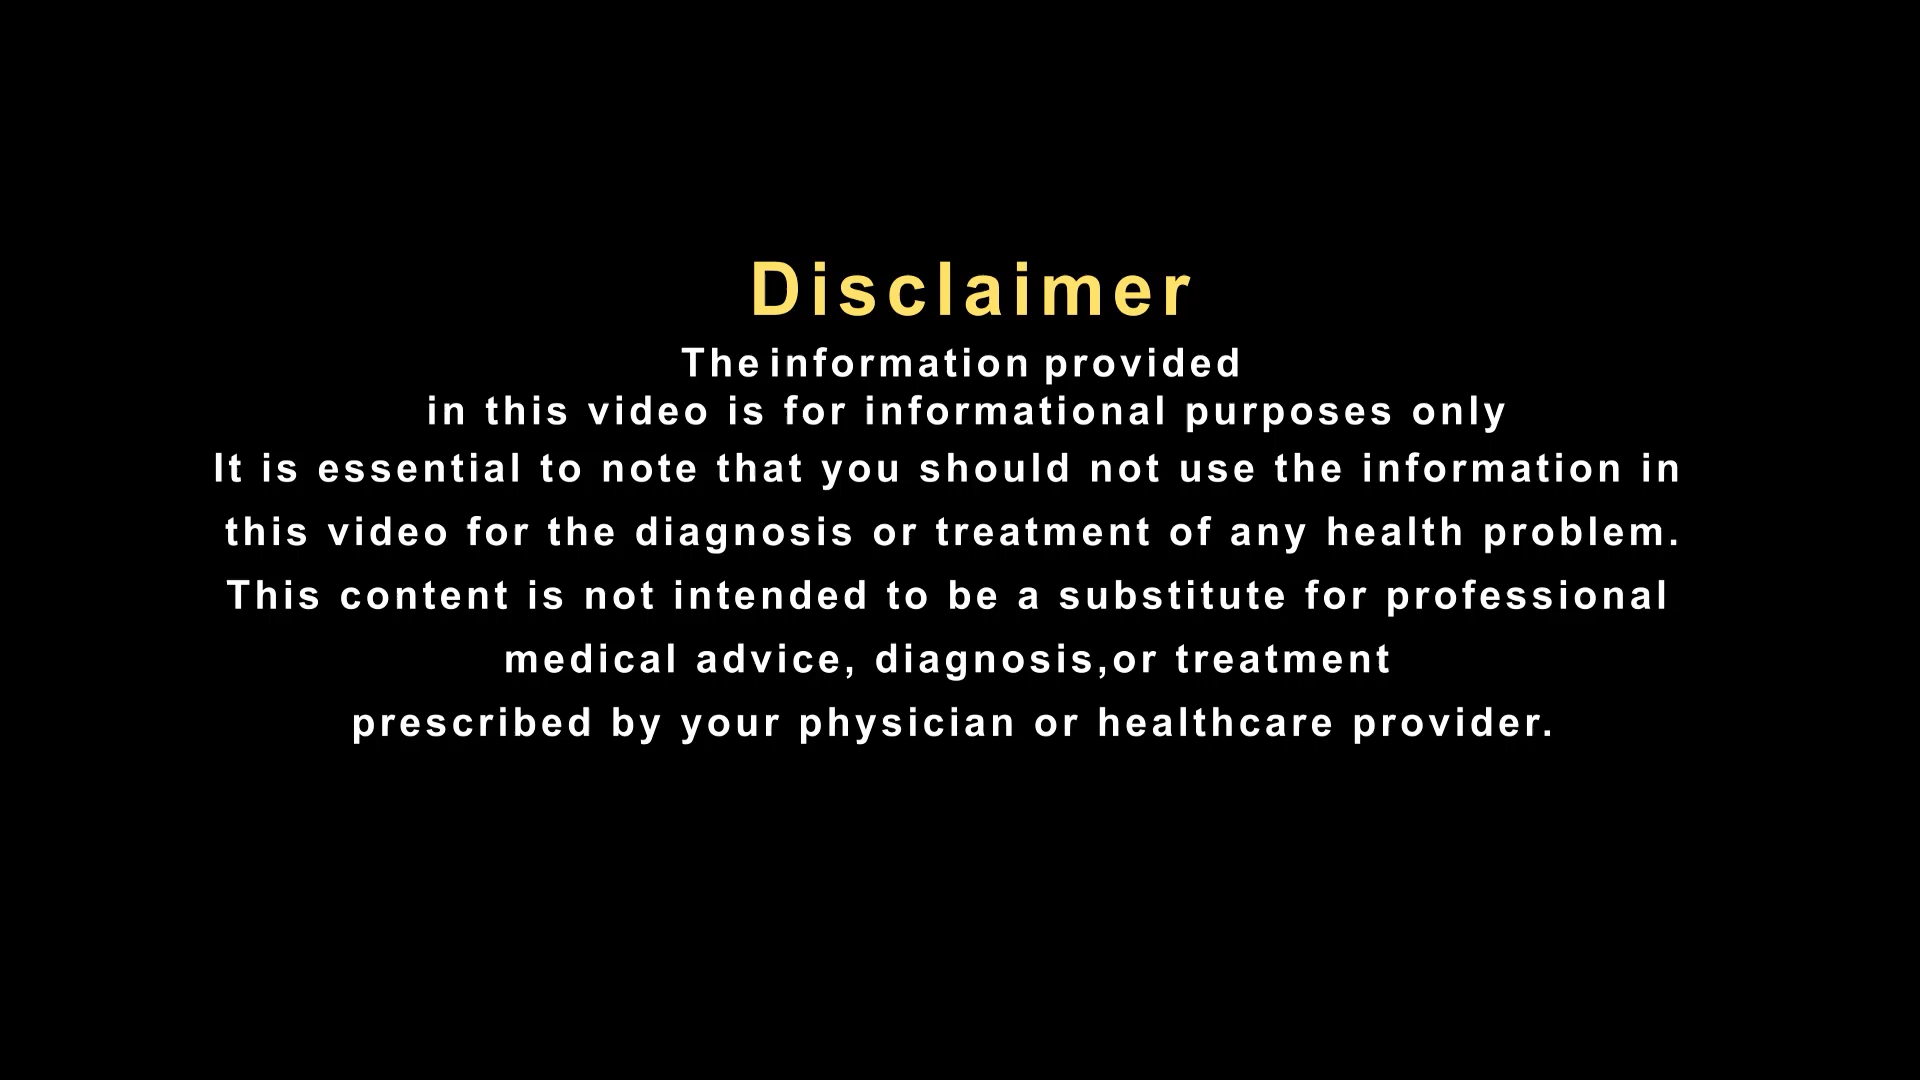 Disclaimer
The information provided
in this video is for informational purposes only
It is essential to note that you should not use the information in
this video for the diagnosis or treatment of any health problem.
This content is not intended to be a substitute for professional
medical advice, diagnosis,or treatment
prescribed by your physician or healthcare provider.